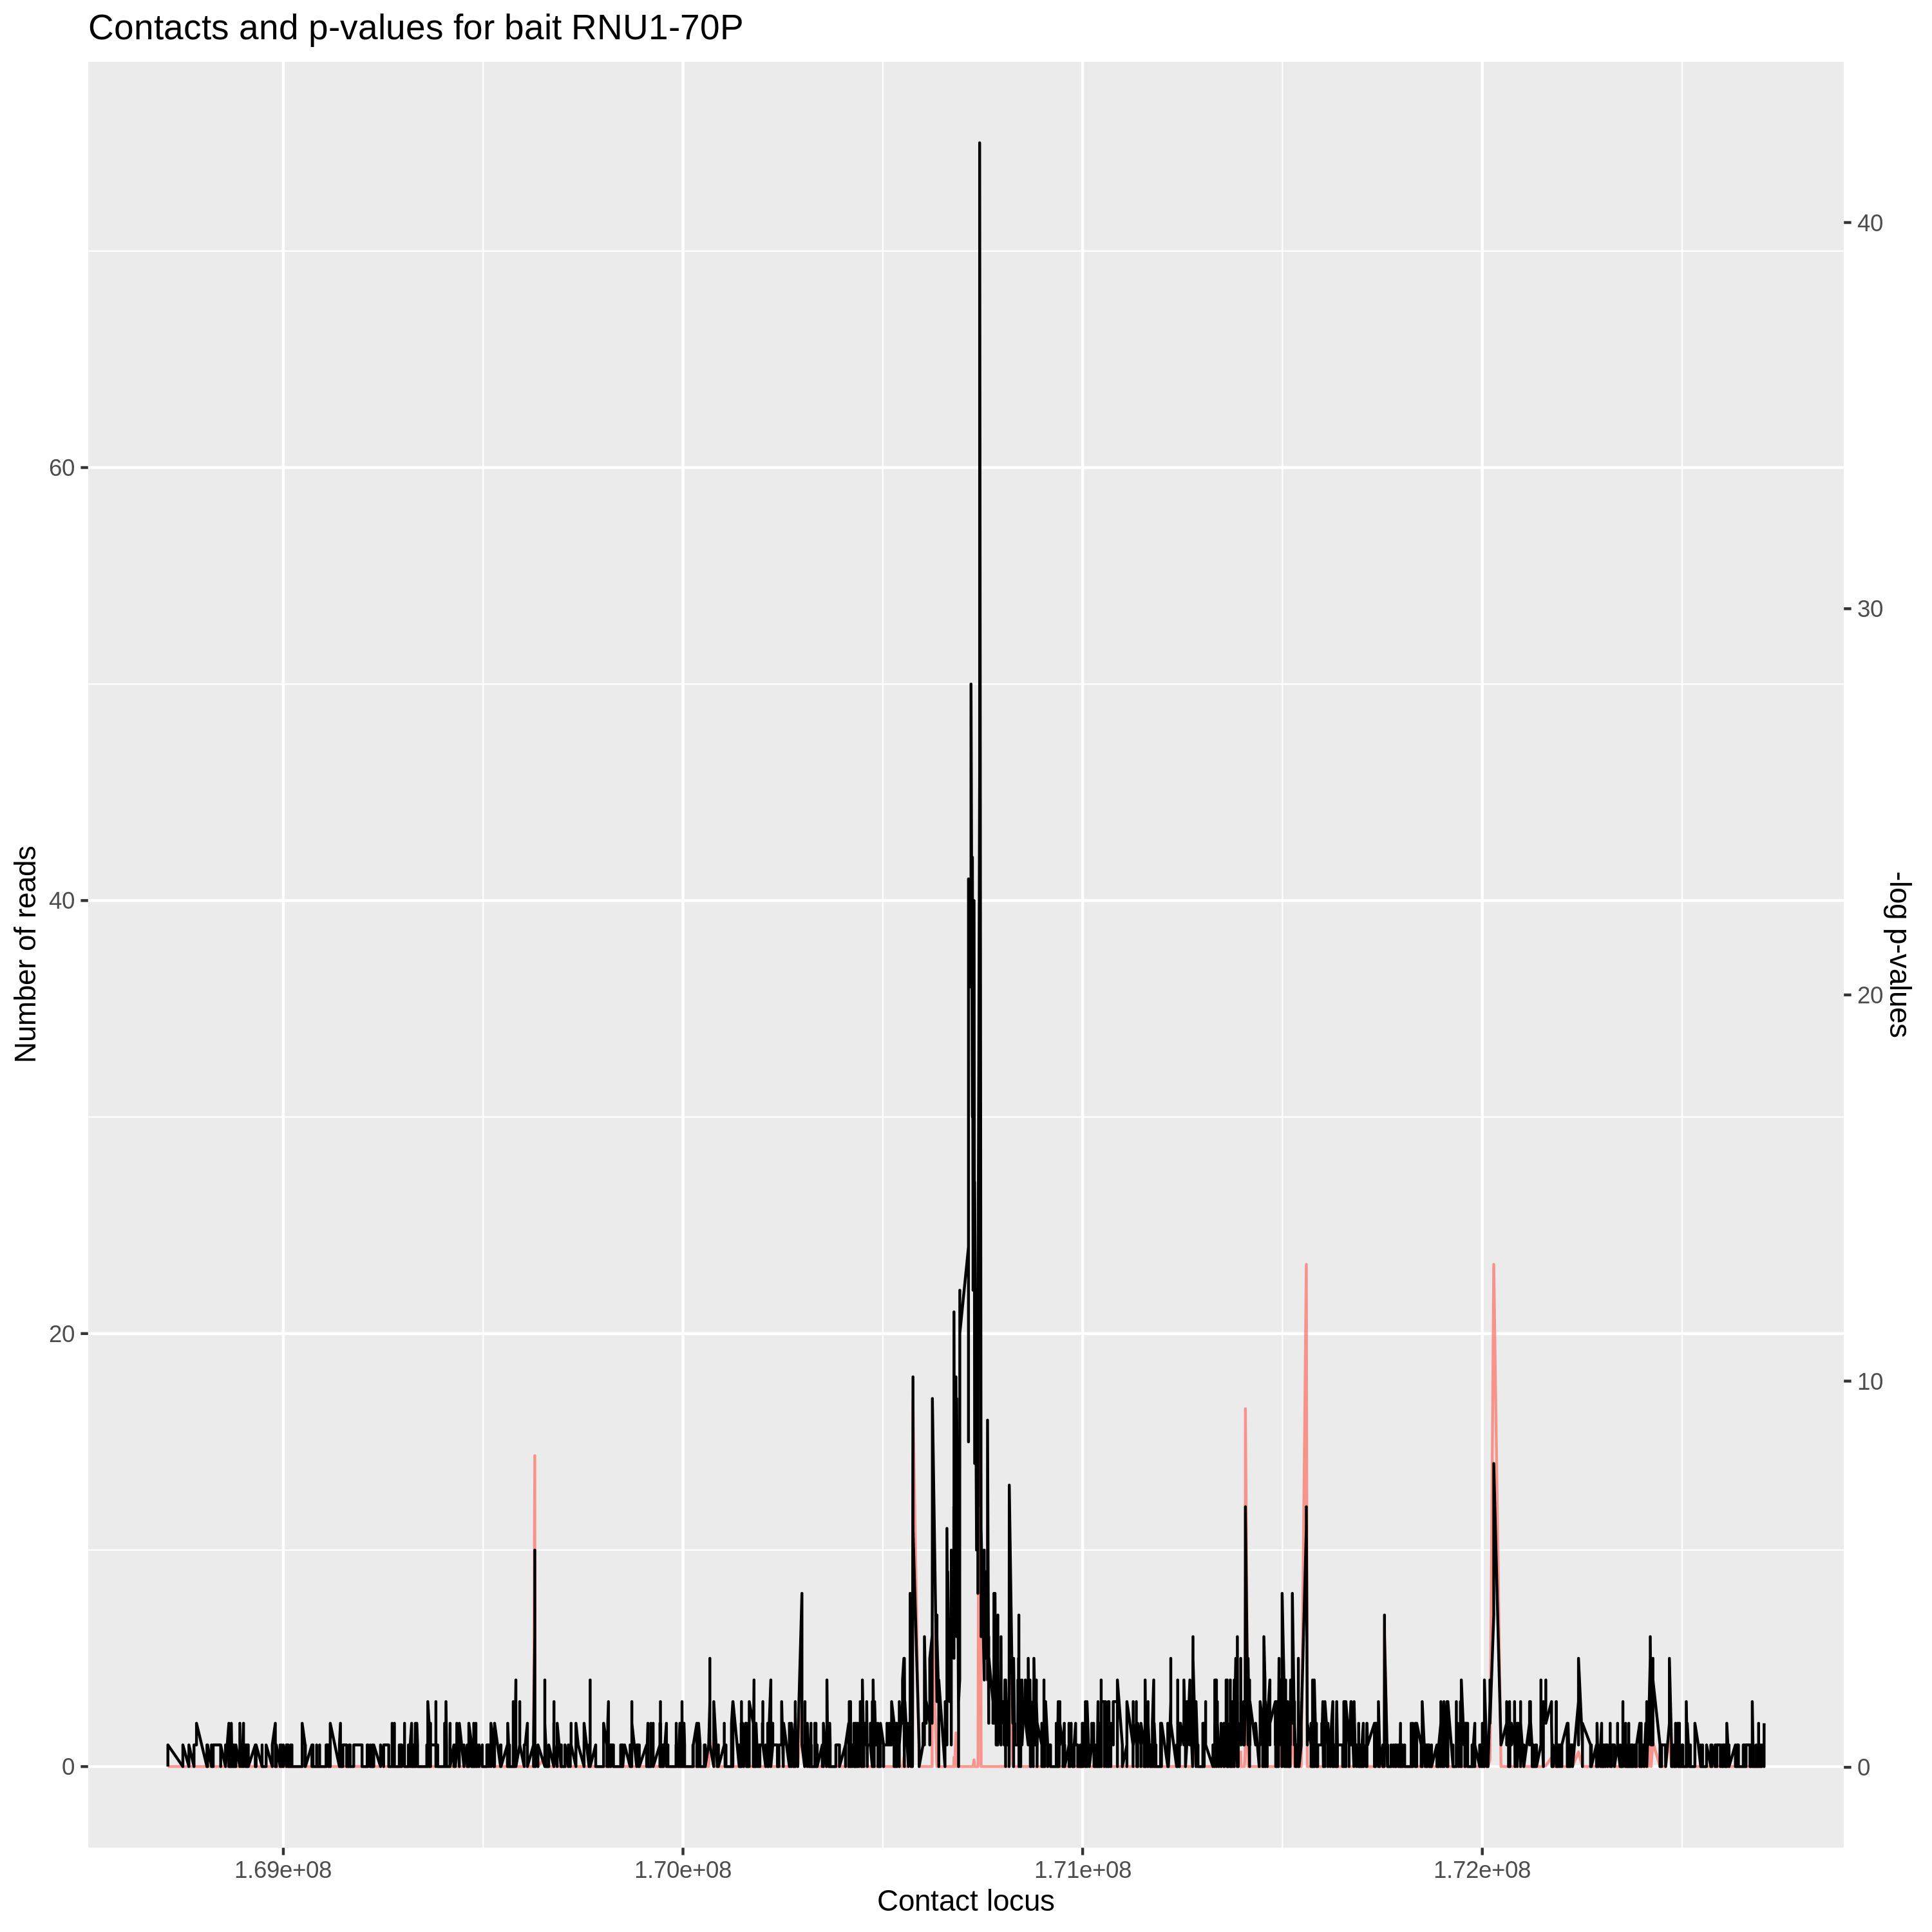 Contacts and p-values for bait RNU1-70P
Number of reads
60
40
20
0
40
30
20
10
0
-log p-values
1.69e+08
1.70e+08
1.71e+08
1.72e+08
Contact locus